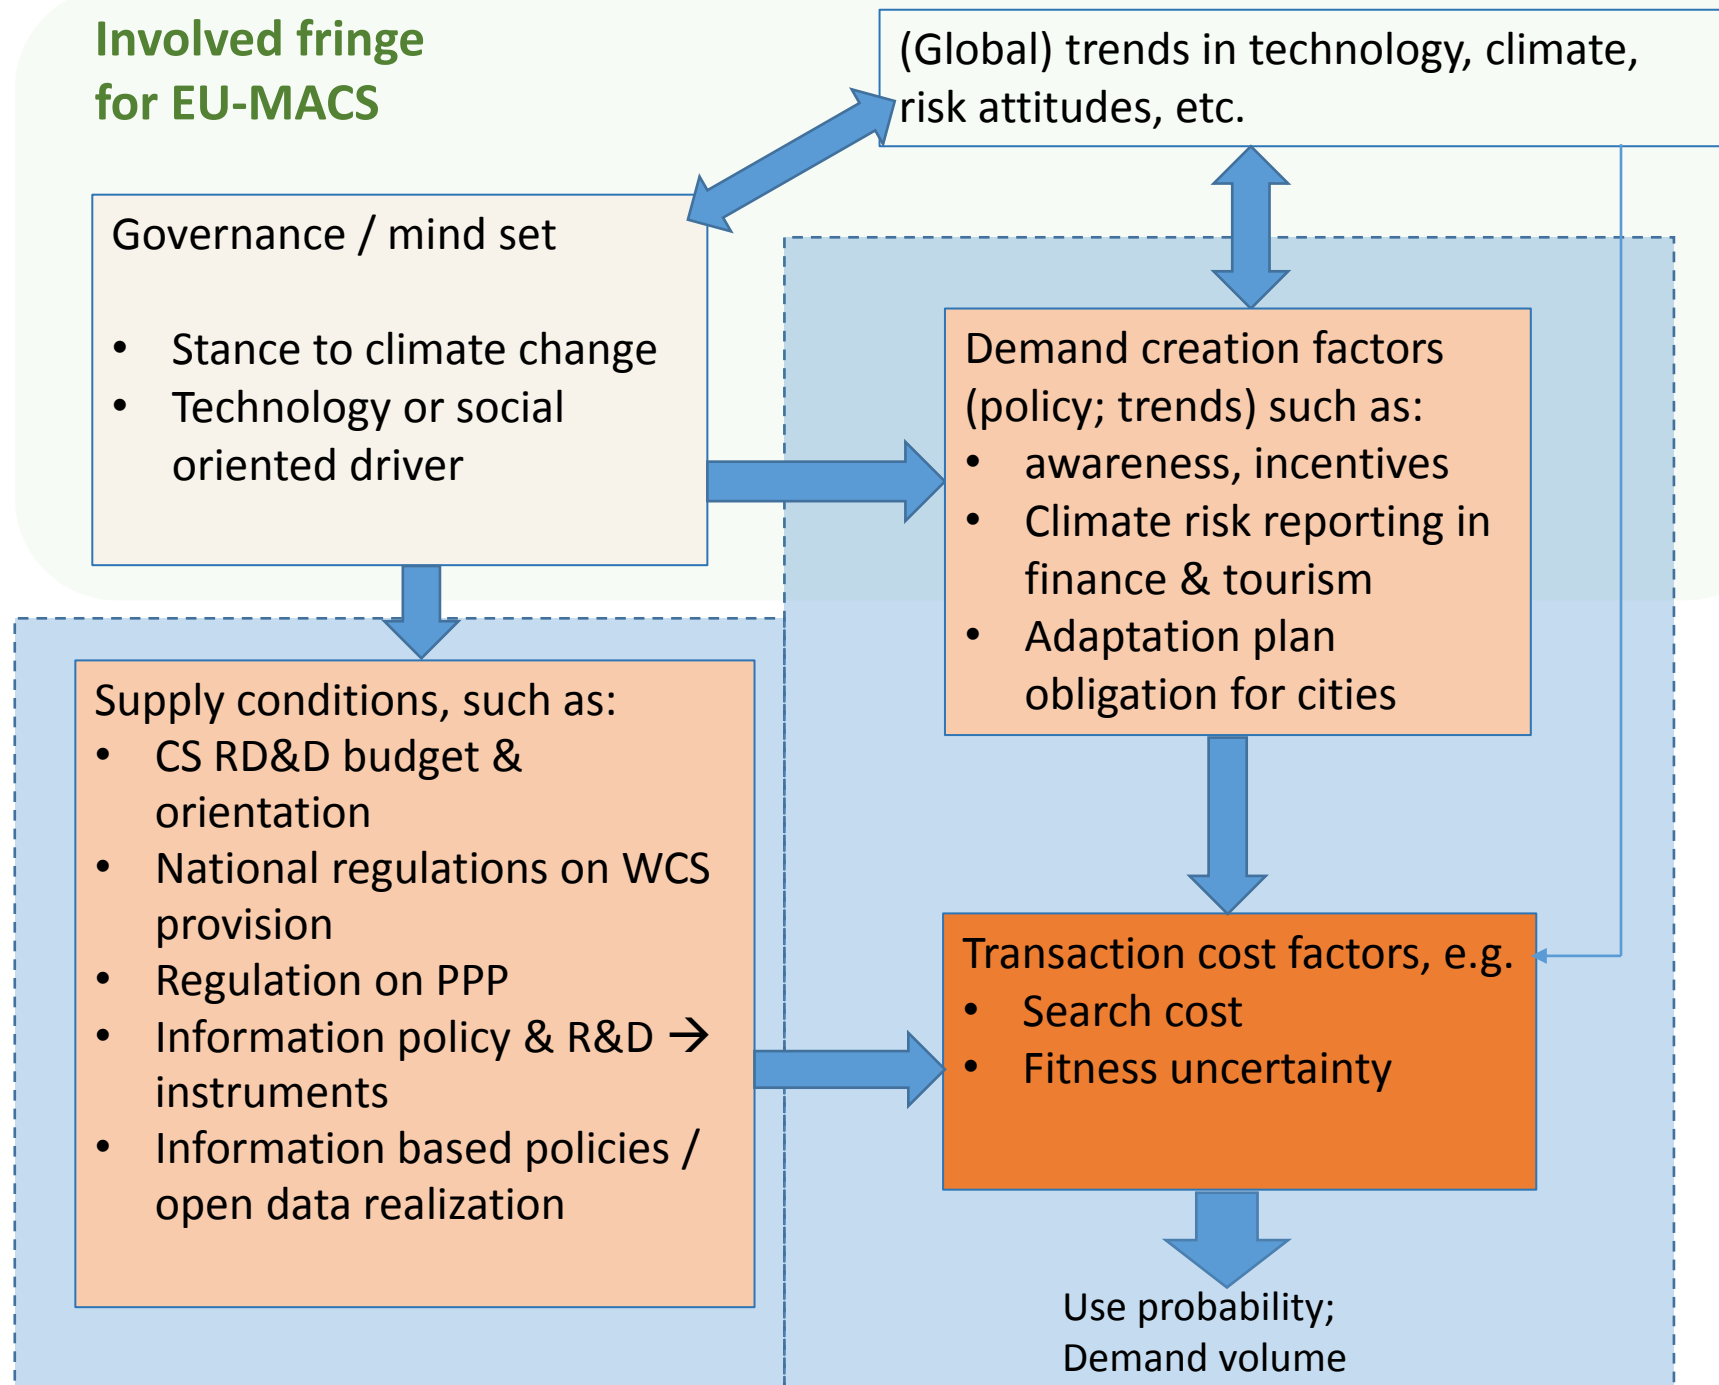 Involved fringe
for EU-MACS
(Global) trends in technology, climate,
risk attitudes, etc.
Governance / mind set
• Stance to climate change
• Technology or social
oriented driver
Demand creation factors
(policy; trends) such as:
• awareness, incentives
• Climate risk reporting in
finance & tourism
• Adaptation plan
obligation for cities
Supply conditions, such as:
• CS RD&D budget &
orientation
• National regulations on WCS
provision
• Regulation on PPP
• Information policy & R&D →
instruments
• Information based policies /
open data realization
Transaction cost factors, e.g.
• Search cost
• Fitness uncertainty
Use probability;
Demand volume